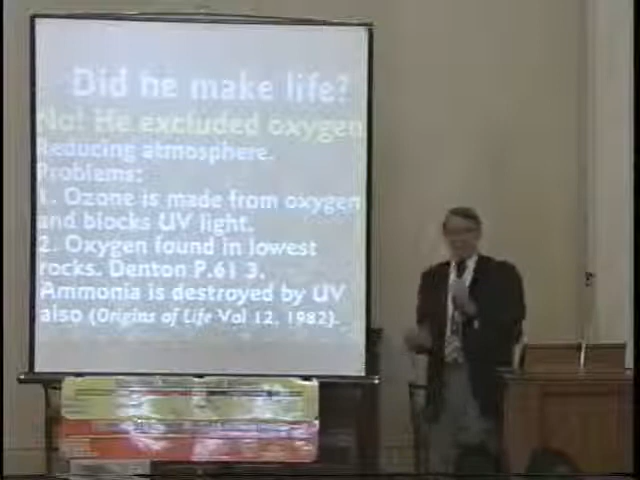 Did he make life?
No! He excluded oxygen.
Reducing atmosphere.
Problems:
1. Ozone is made from oxygen
and blocks UV light.
2. Oxygen found in lowest
rocks. Denton P.61 3.
Ammonia is destroyed by UV
also (Origins of Life Vol 12, 1982).